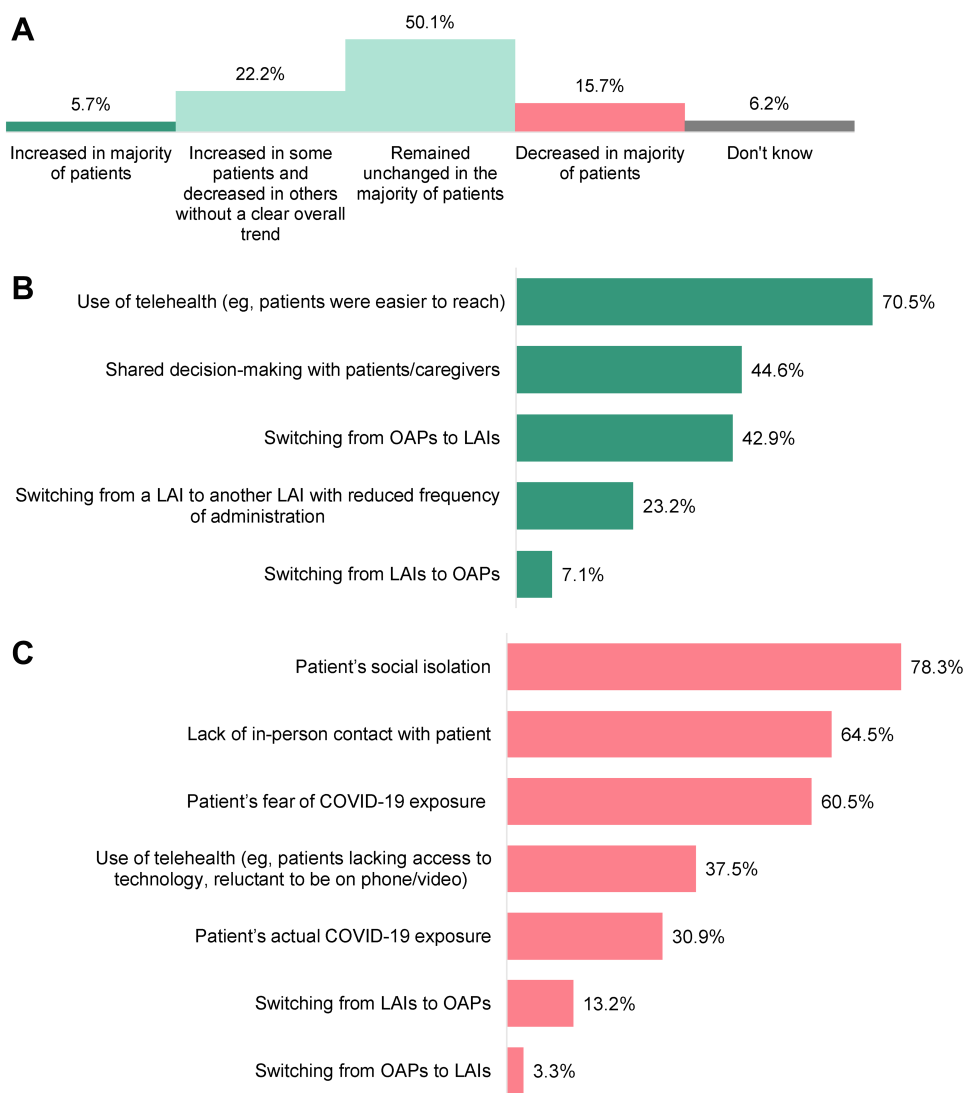 A
5.7%
22.2%
50.1%
15.7%
6.2%
Increased in majority
of patients
Increased in some
patients and
decreased in others
without a clear overall
trend
Remained
unchanged in the
majority of patients
Decreased in majority
of patients
Don't know
B
Use of telehealth (eg, patients were easier to reach)
70.5%
Shared decision-making with patients/caregivers
44.6%
Switching from OAPs to LAIs
42.9%
Switching from a LAI to another LAI with reduced frequency
of administration
23.2%
Switching from LAIs to OAPs
7.1%
C
Patient’s social isolation
78.3%
Lack of in-person contact with patient
64.5%
Patient’s fear of COVID-19 exposure
60.5%
Use of telehealth (eg, patients lacking access to
technology, reluctant to be on phone/video)
37.5%
Patient’s actual COVID-19 exposure
30.9%
Switching from LAIs to OAPs
13.2%
Switching from OAPs to LAIs
3.3%